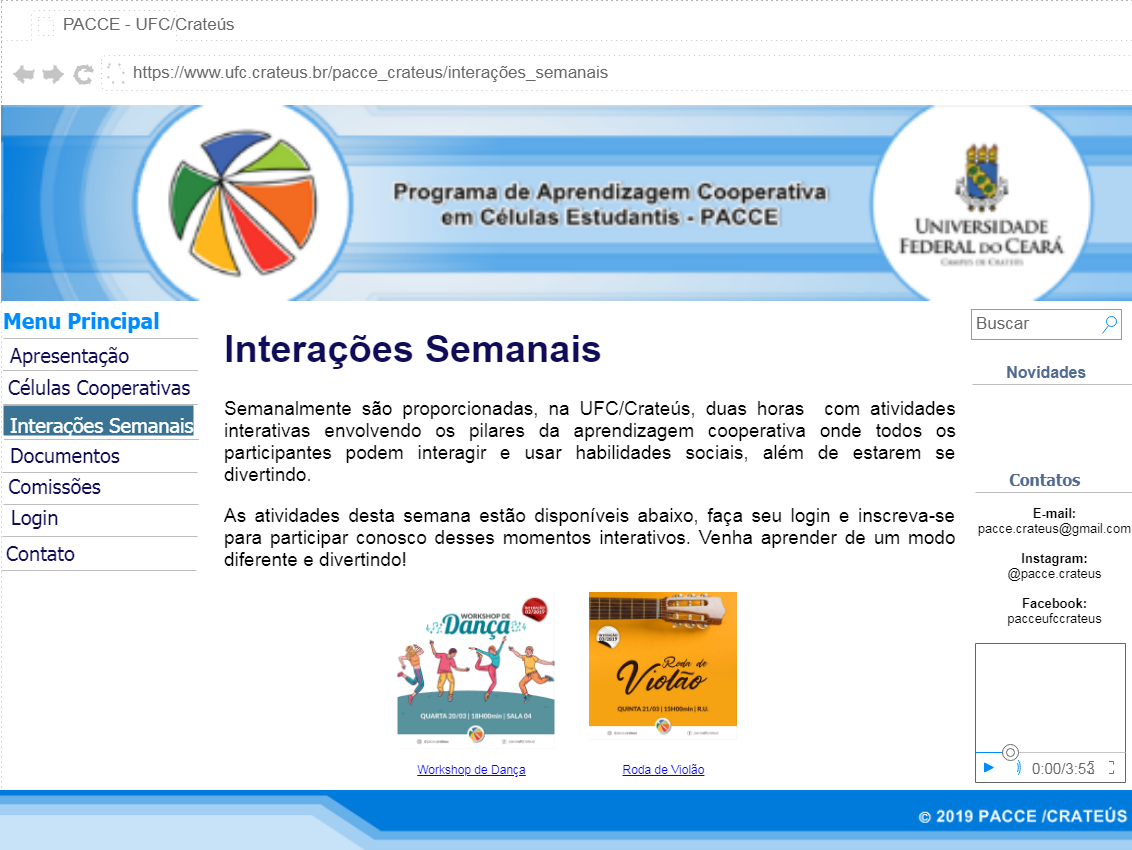 PACCE - UFC/Crateús
https://www.ufc.crateus.br/pacce_crateus/interações_semanais
Programa de Aprendizagem Cooperativa
em Células Estudantis - PACCE
UNIVERSIDADE
FEDERAL DO CEARÁ
CAMPUS DE CRATEÚS
Menu Principal
Apresentação
Células Cooperativas
Interações Semanais
Documentos
Comissões
Login
Contato
Interações Semanais
Semanalmente são proporcionadas, na UFC/Crateús, duas horas com atividades
interativas envolvendo os pilares da aprendizagem cooperativa onde todos os
participantes podem interagir e usar habilidades sociais, além de estarem se
divertindo.
As atividades desta semana estão disponíveis abaixo, faça seu login e inscreva-se
para participar conosco desses momentos interativos. Venha aprender de um modo
diferente e divertindo!
WORKSHOP DE
Dança
INTERAÇÃO
02/2019
QUARTA 20/03 | 18H00min | SALA 04
Workshop de Dança
INTERAÇÃO
02/2019
Roda de
Violão
QUINTA 21/03 | 15H00min | R.U.
Roda de Violão
Buscar
Novidades
Contatos
E-mail:
pacce.crateus@gmail.com
Instagram:
@pacce.crateus
Facebook:
pacceufccrateus
0:00/3:53
© 2019 PACCE /CRATEÚS